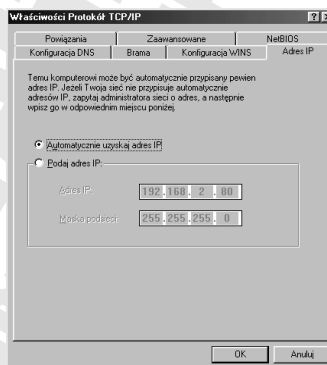 Właściwości Protokół TCP/IP
Powiązania Zaawansowane NetBIOS
Konfiguracja DNS Brama Konfiguracja WINS Adres IP
Temu komputerowi może być automatycznie przypisany pewien
adres IP. Jeżeli Twoja sieć nie przypisuje automatycznie
adresów IP, zapytaj administratora sieci o adres, a następnie
wpisz go w odpowiednim miejscu poniżej.
Automatycznie uzyskaj adres IP
Podaj adres IP:
Adres IP: 192.168.2.80
Maska podsieci: 255.255.255.0
OK Anuluj